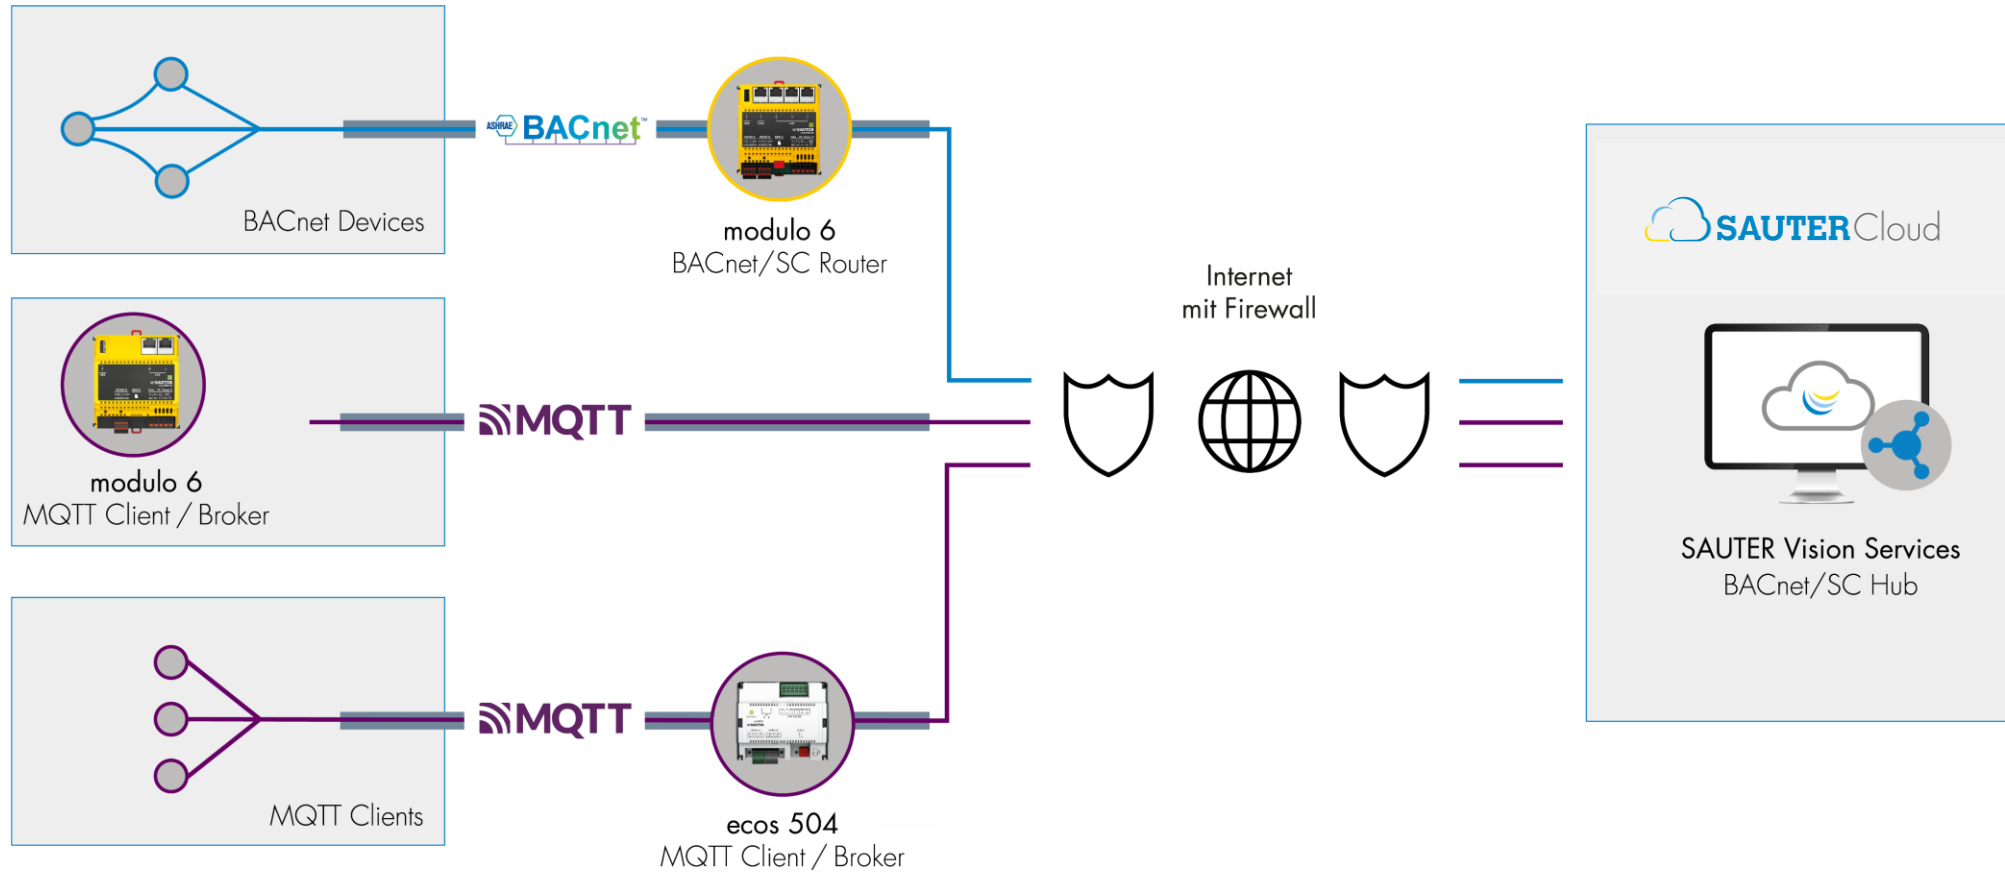 ASHRAE BACnet™
BACnet Devices
modulo 6
BACnet/SC Router
MQTT
modulo 6
MQTT Client / Broker
MQTT
MQTT Clients
ecos 504
MQTT Client / Broker
Internet
mit Firewall
SAUTER Cloud
SAUTER Vision Services
BACnet/SC Hub